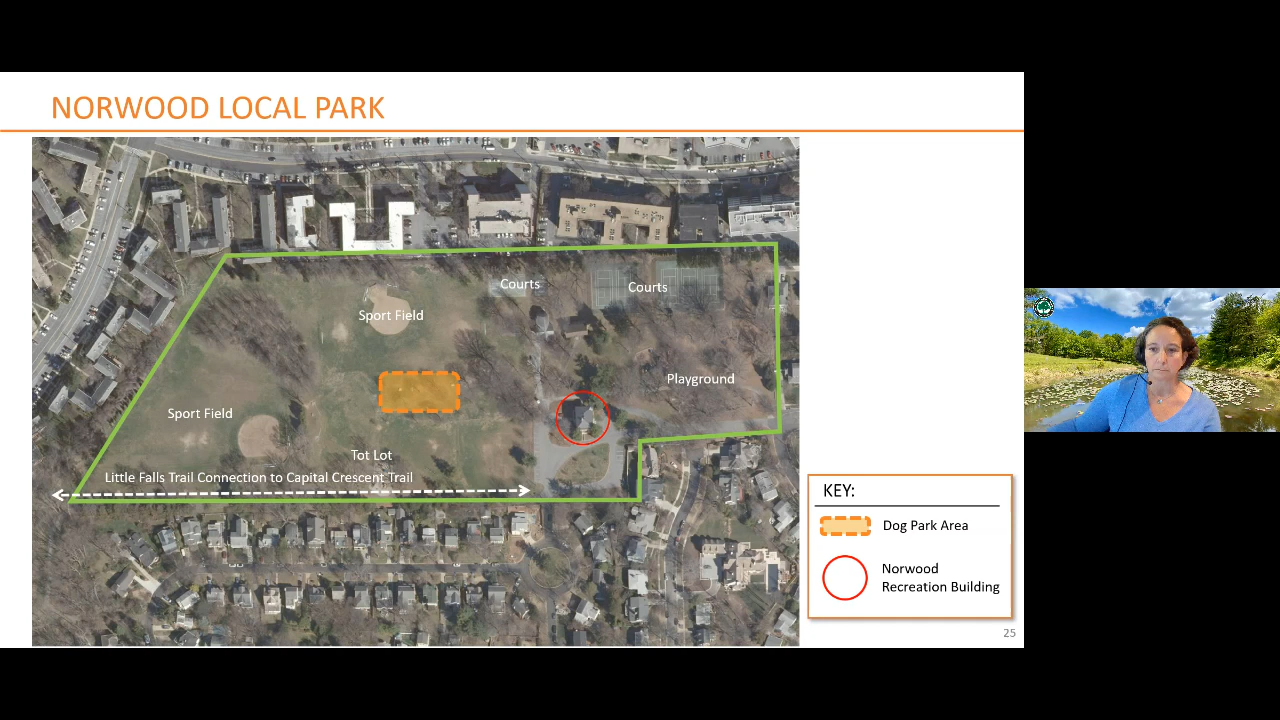 NORWOOD LOCAL PARK
Courts
Courts
Sport Field
Playground
Sport Field
Tot Lot
Little Falls Trail Connection to Capital Crescent Trail
KEY:
Dog Park Area
Norwood
Recreation Building
25